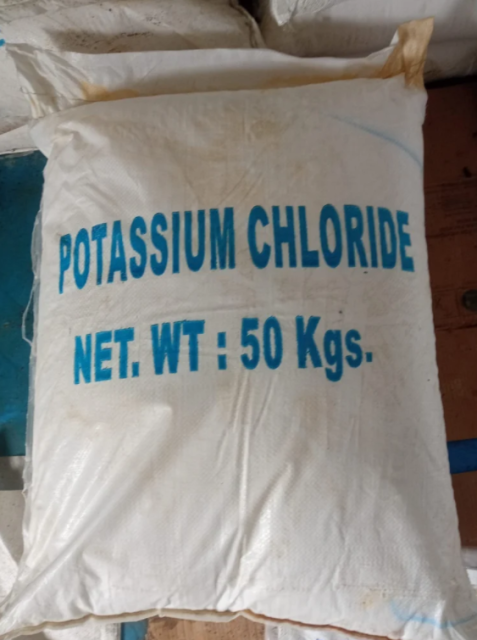 POTASSIUM CHLORIDE
NET. WT : 50 Kgs.